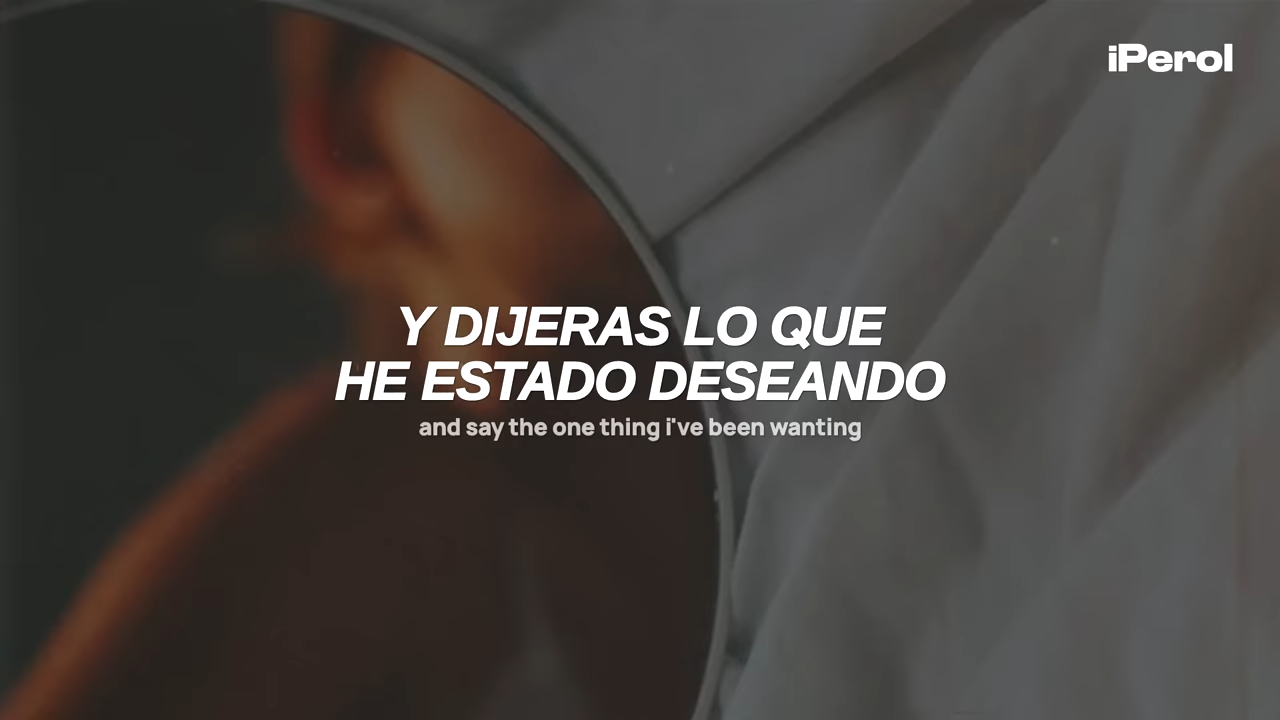 iPerol
Y DIJERAS LO QUE
HE ESTADO DESEANDO
and say the one thing i've been wanting